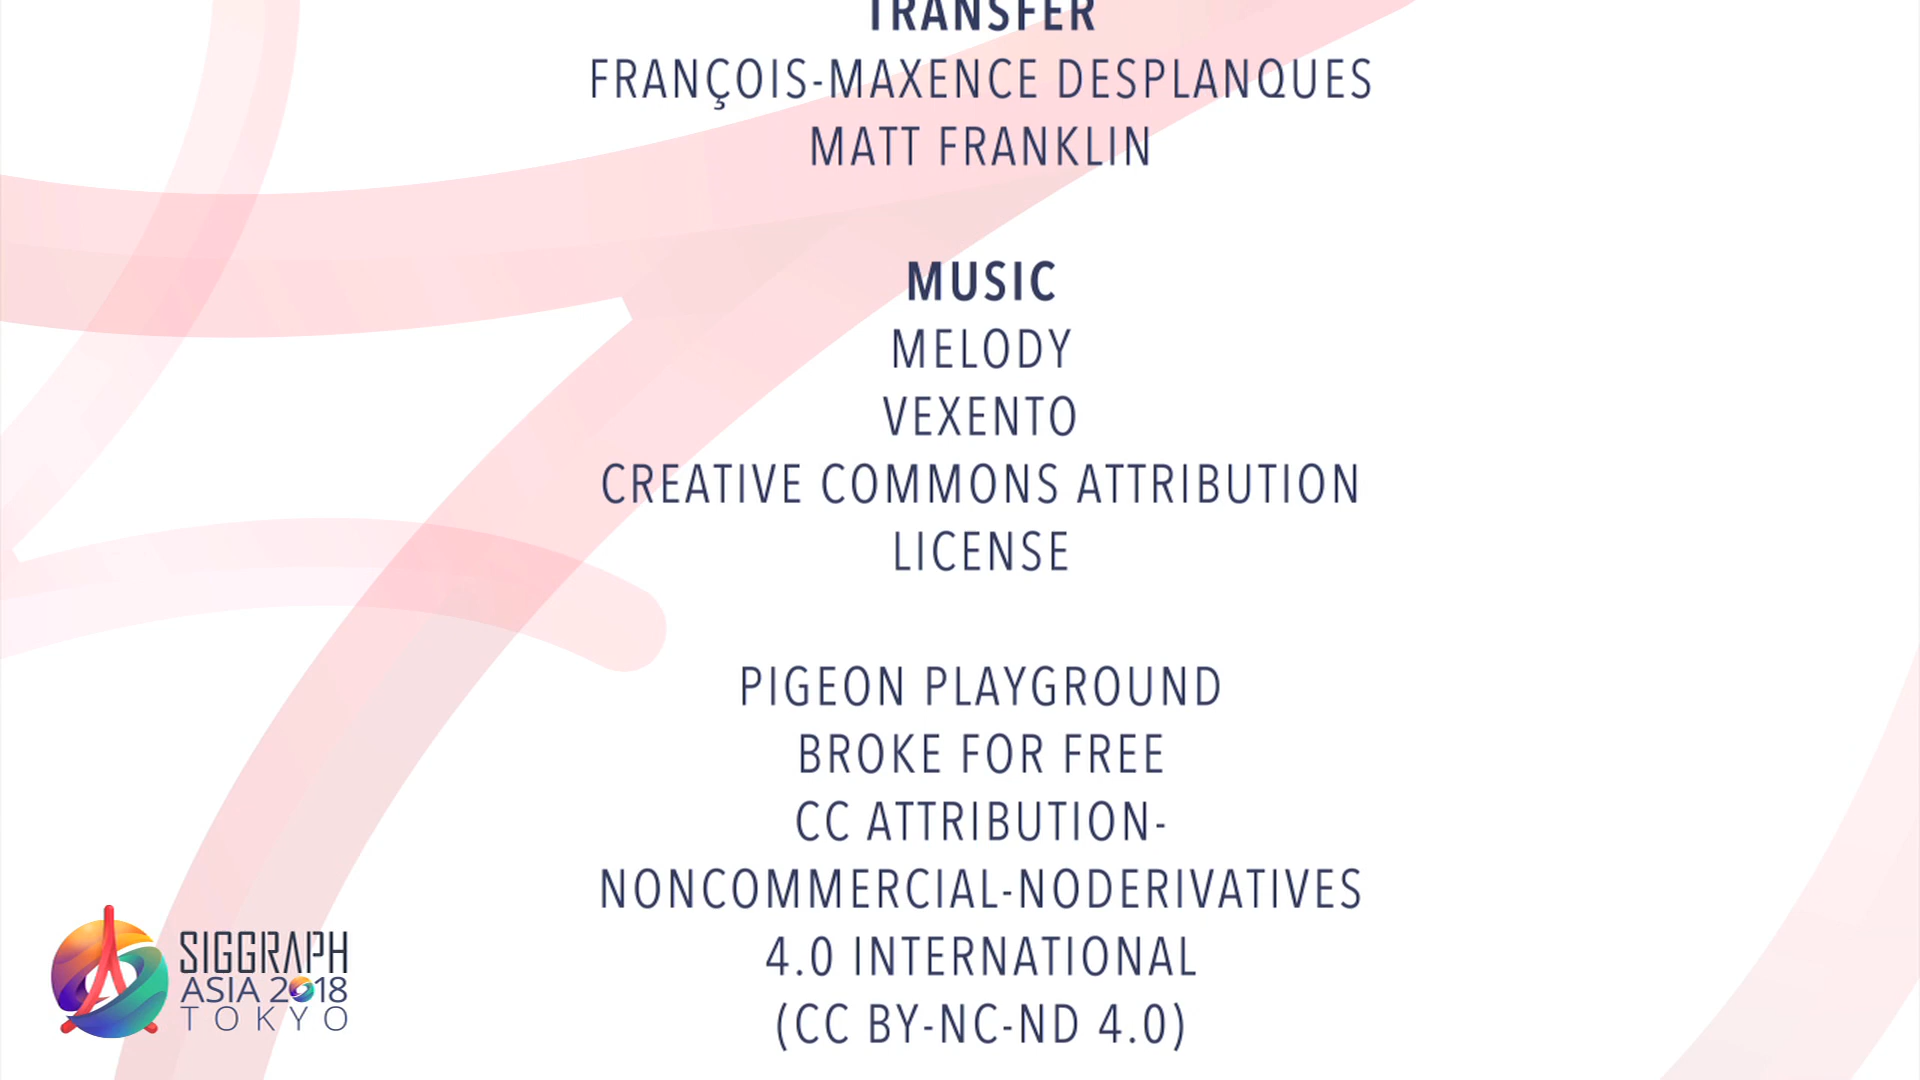 TRANSFER
FRANÇOIS-MAXENCE DESPLANQUES
MATT FRANKLIN
MUSIC
MELODY
VEXENTO
CREATIVE COMMONS ATTRIBUTION
LICENSE
PIGEON PLAYGROUND
BROKE FOR FREE
CC ATTRIBUTION-
NONCOMMERCIAL-NODERIVATIVES
4.0 INTERNATIONAL
(CC BY-NC-ND 4.0)
SIGGRAPH
ASIA 2018
TOKYO